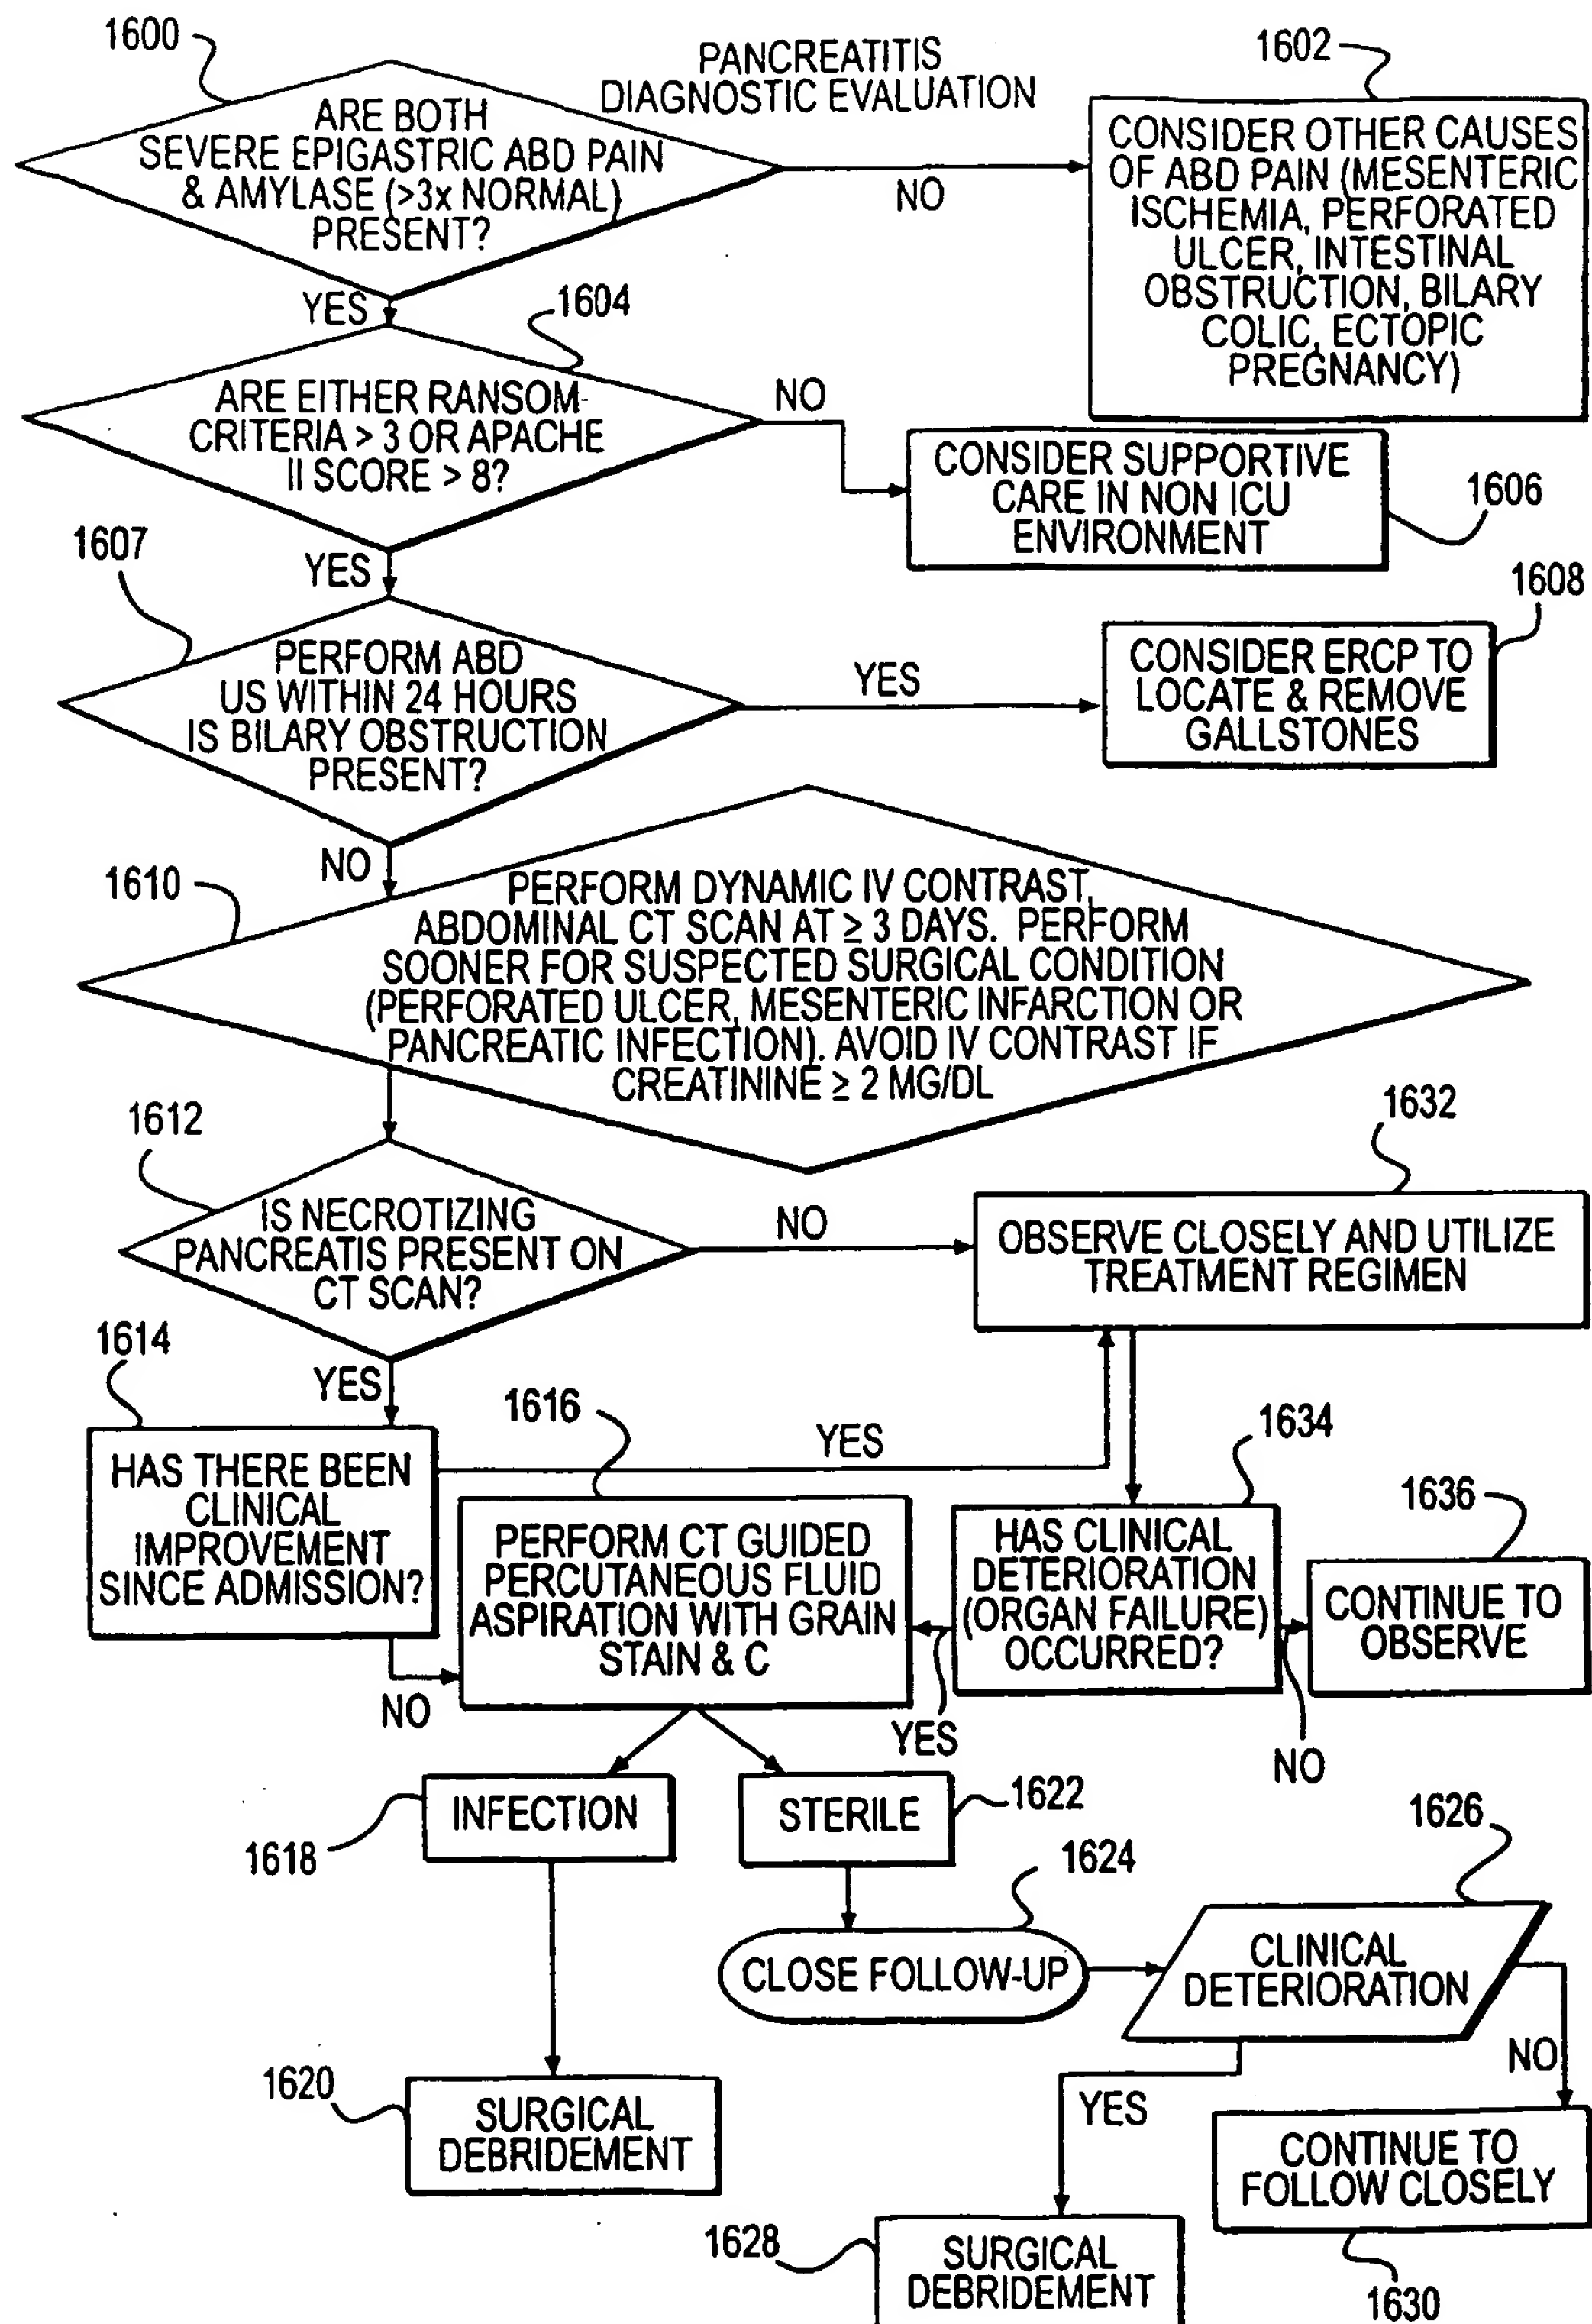 1600
PANCREATITIS
DIAGNOSTIC EVALUATION
1602
ARE BOTH
SEVERE EPIGASTRIC ABD PAIN
& AMYLASE (>3x NORMAL)
PRESENT?
NO
CONSIDER OTHER CAUSES
OF ABD PAIN (MESENTERIC
ISCHEMIA, PERFORATED
ULCER, INTESTINAL
OBSTRUCTION, BILARY
COLIC, ECTOPIC
PREGNANCY)
YES
1604
ARE EITHER RANSOM
CRITERIA > 3 OR APACHE
II SCORE > 8?
NO
CONSIDER SUPPORTIVE
CARE IN NON ICU
ENVIRONMENT
1606
1607
YES
1608
PERFORM ABD
US WITHIN 24 HOURS
IS BILARY OBSTRUCTION
PRESENT?
YES
CONSIDER ERCP TO
LOCATE & REMOVE
GALLSTONES
NO
1610
PERFORM DYNAMIC IV CONTRAST,
ABDOMINAL CT SCAN AT ≥ 3 DAYS. PERFORM
SOONER FOR SUSPECTED SURGICAL CONDITION
(PERFORATED ULCER, MESENTERIC INFARCTION OR
PANCREATIC INFECTION). AVOID IV CONTRAST IF
CREATININE ≥ 2 MG/DL
1612
1632
IS NECROTIZING
PANCREATIS PRESENT ON
CT SCAN?
NO
OBSERVE CLOSELY AND UTILIZE
TREATMENT REGIMEN
1614
YES
1616
YES
1634
HAS THERE BEEN
CLINICAL
IMPROVEMENT
SINCE ADMISSION?
NO
PERFORM CT GUIDED
PERCUTANEOUS FLUID
ASPIRATION WITH GRAIN
STAIN & C
HAS CLINICAL
DETERIORATION
(ORGAN FAILURE)
OCCURRED?
1636
CONTINUE TO
OBSERVE
YES
NO
INFECTION
1618
STERILE
1622
1624
1626
CLOSE FOLLOW-UP
CLINICAL
DETERIORATION
NO
1620
SURGICAL
DEBRIDEMENT
YES
CONTINUE TO
FOLLOW CLOSELY
1628
SURGICAL
DEBRIDEMENT
1630